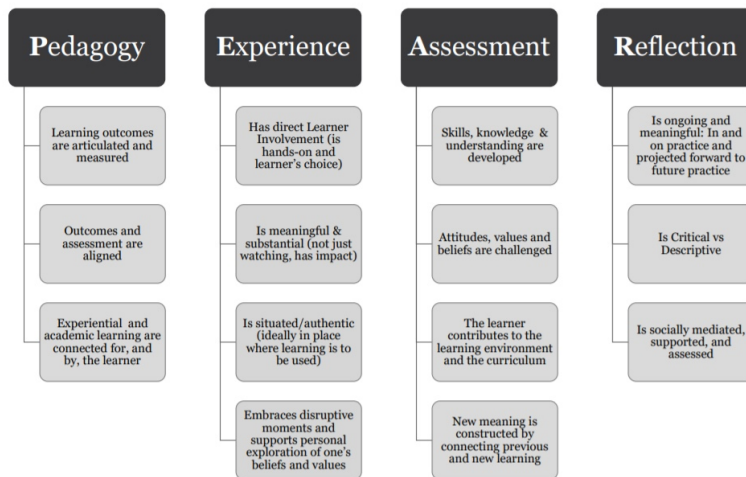 Pedagogy
Learning outcomes
are articulated and
measured
Outcomes and
assessment are
aligned
Experiential and
academic learning are
connected for, and
by, the learner
Experience
Has direct Learner
Involvement (is
hands-on and
learner's choice)
Is meaningful &
substantial (not just
watching, has impact)
Is situated/authentic
(ideally in place
where learning is to
be used)
Embraces disruptive
moments and
supports personal
exploration of one's
beliefs and values
Assessment
Skills, knowledge &
understanding are
developed
Attitudes, values and
beliefs are challenged
The learner
contributes to the
learning environment
and the curriculum
New meaning is
constructed by
connecting previous
and new learning
Reflection
Is ongoing and
meaningful: In and
on practice and
projected forward to
future practice
Is Critical vs
Descriptive
Is socially mediated,
supported, and
assessed